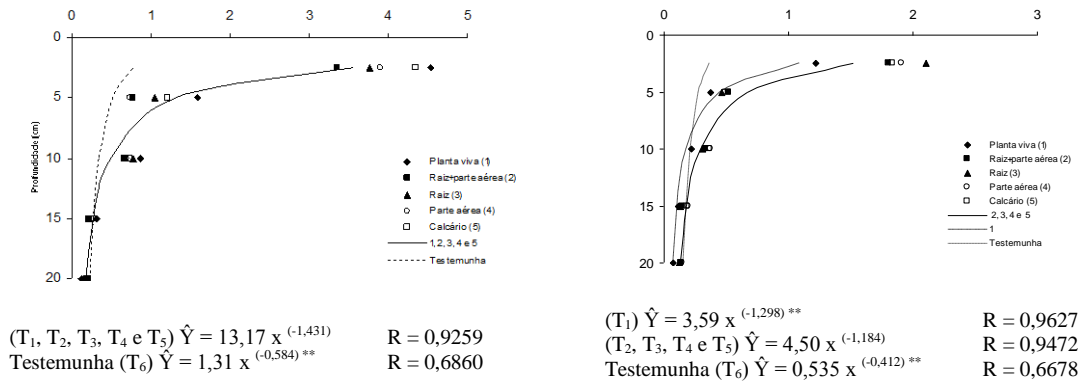 0 1 2 3 4 5
0
5
10
15
20
Profundidade (cm)
Planta viva (1)
Raiz+parte aérea (2)
Raiz (3)
Parte aérea (4)
Calcário (5)
1, 2, 3, 4 e 5
Testemunha
(T1, T2, T3, T4 e T5) Ŷ = 13,17 x (-1,431) R = 0,9259
Testemunha (T6) Ŷ = 1,31 x (-0,584) ** R = 0,6860
0 1 2 3
0
5
10
15
20
Planta viva (1)
Raiz+parte aérea (2)
Raiz (3)
Parte aérea (4)
Calcário (5)
2, 3, 4 e 5
1
Testemunha
(T1) Ŷ = 3,59 x (-1,298) ** R = 0,9627
(T2, T3, T4 e T5) Ŷ = 4,50 x (-1,184) R = 0,9472
Testemunha (T6) Ŷ = 0,535 x (-0,412) ** R = 0,6678